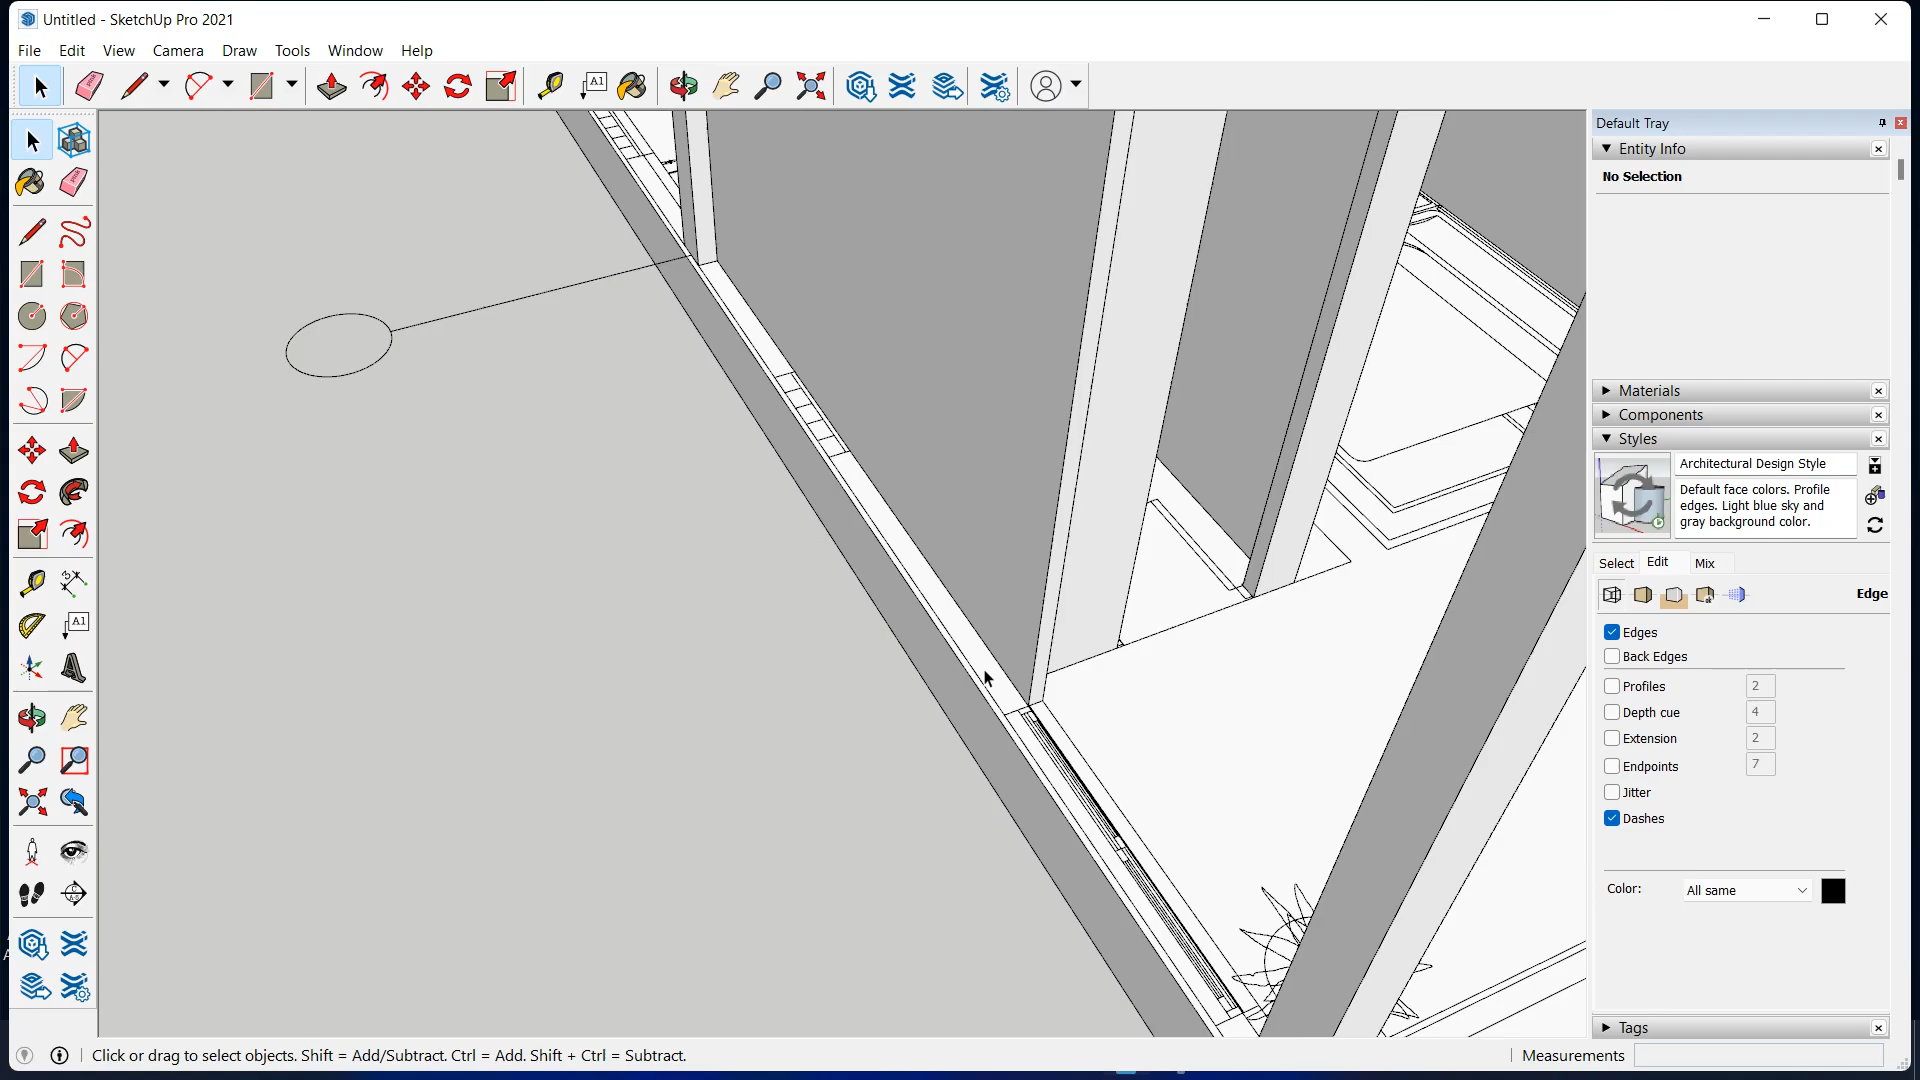 Untitled - SketchUp Pro 2021
File Edit View Camera Draw Tools Window Help
A1
Default Tray
Entity Info
No Selection
A1
Materials
Components
Styles
Architectural Design Style
Default face colors. Profile
edges. Light blue sky and
gray background color.
Select Edit Mix
Edge
Edges
Back Edges
Profiles 2
Depth cue 4
Extension 2
Endpoints 7
Jitter
Dashes
Color: All same
Tags
Click or drag to select objects. Shift = Add/Subtract. Ctrl = Add. Shift + Ctrl = Subtract.
Measurements